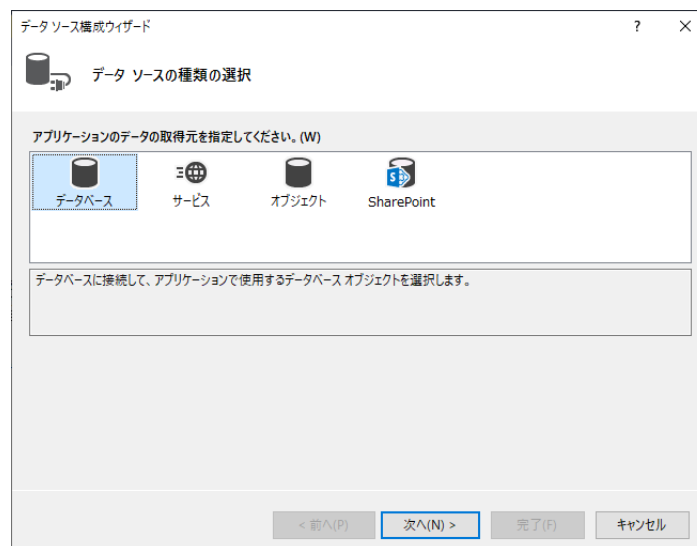 データ ソース構成ウィザード
? ×
データ ソースの種類の選択
アプリケーションのデータの取得元を指定してください。(W)
データベース サービス オブジェクト SharePoint
データベースに接続して、アプリケーションで使用するデータベース オブジェクトを選択します。
< 前へ(P) 次へ(N) > 完了(F) キャンセル